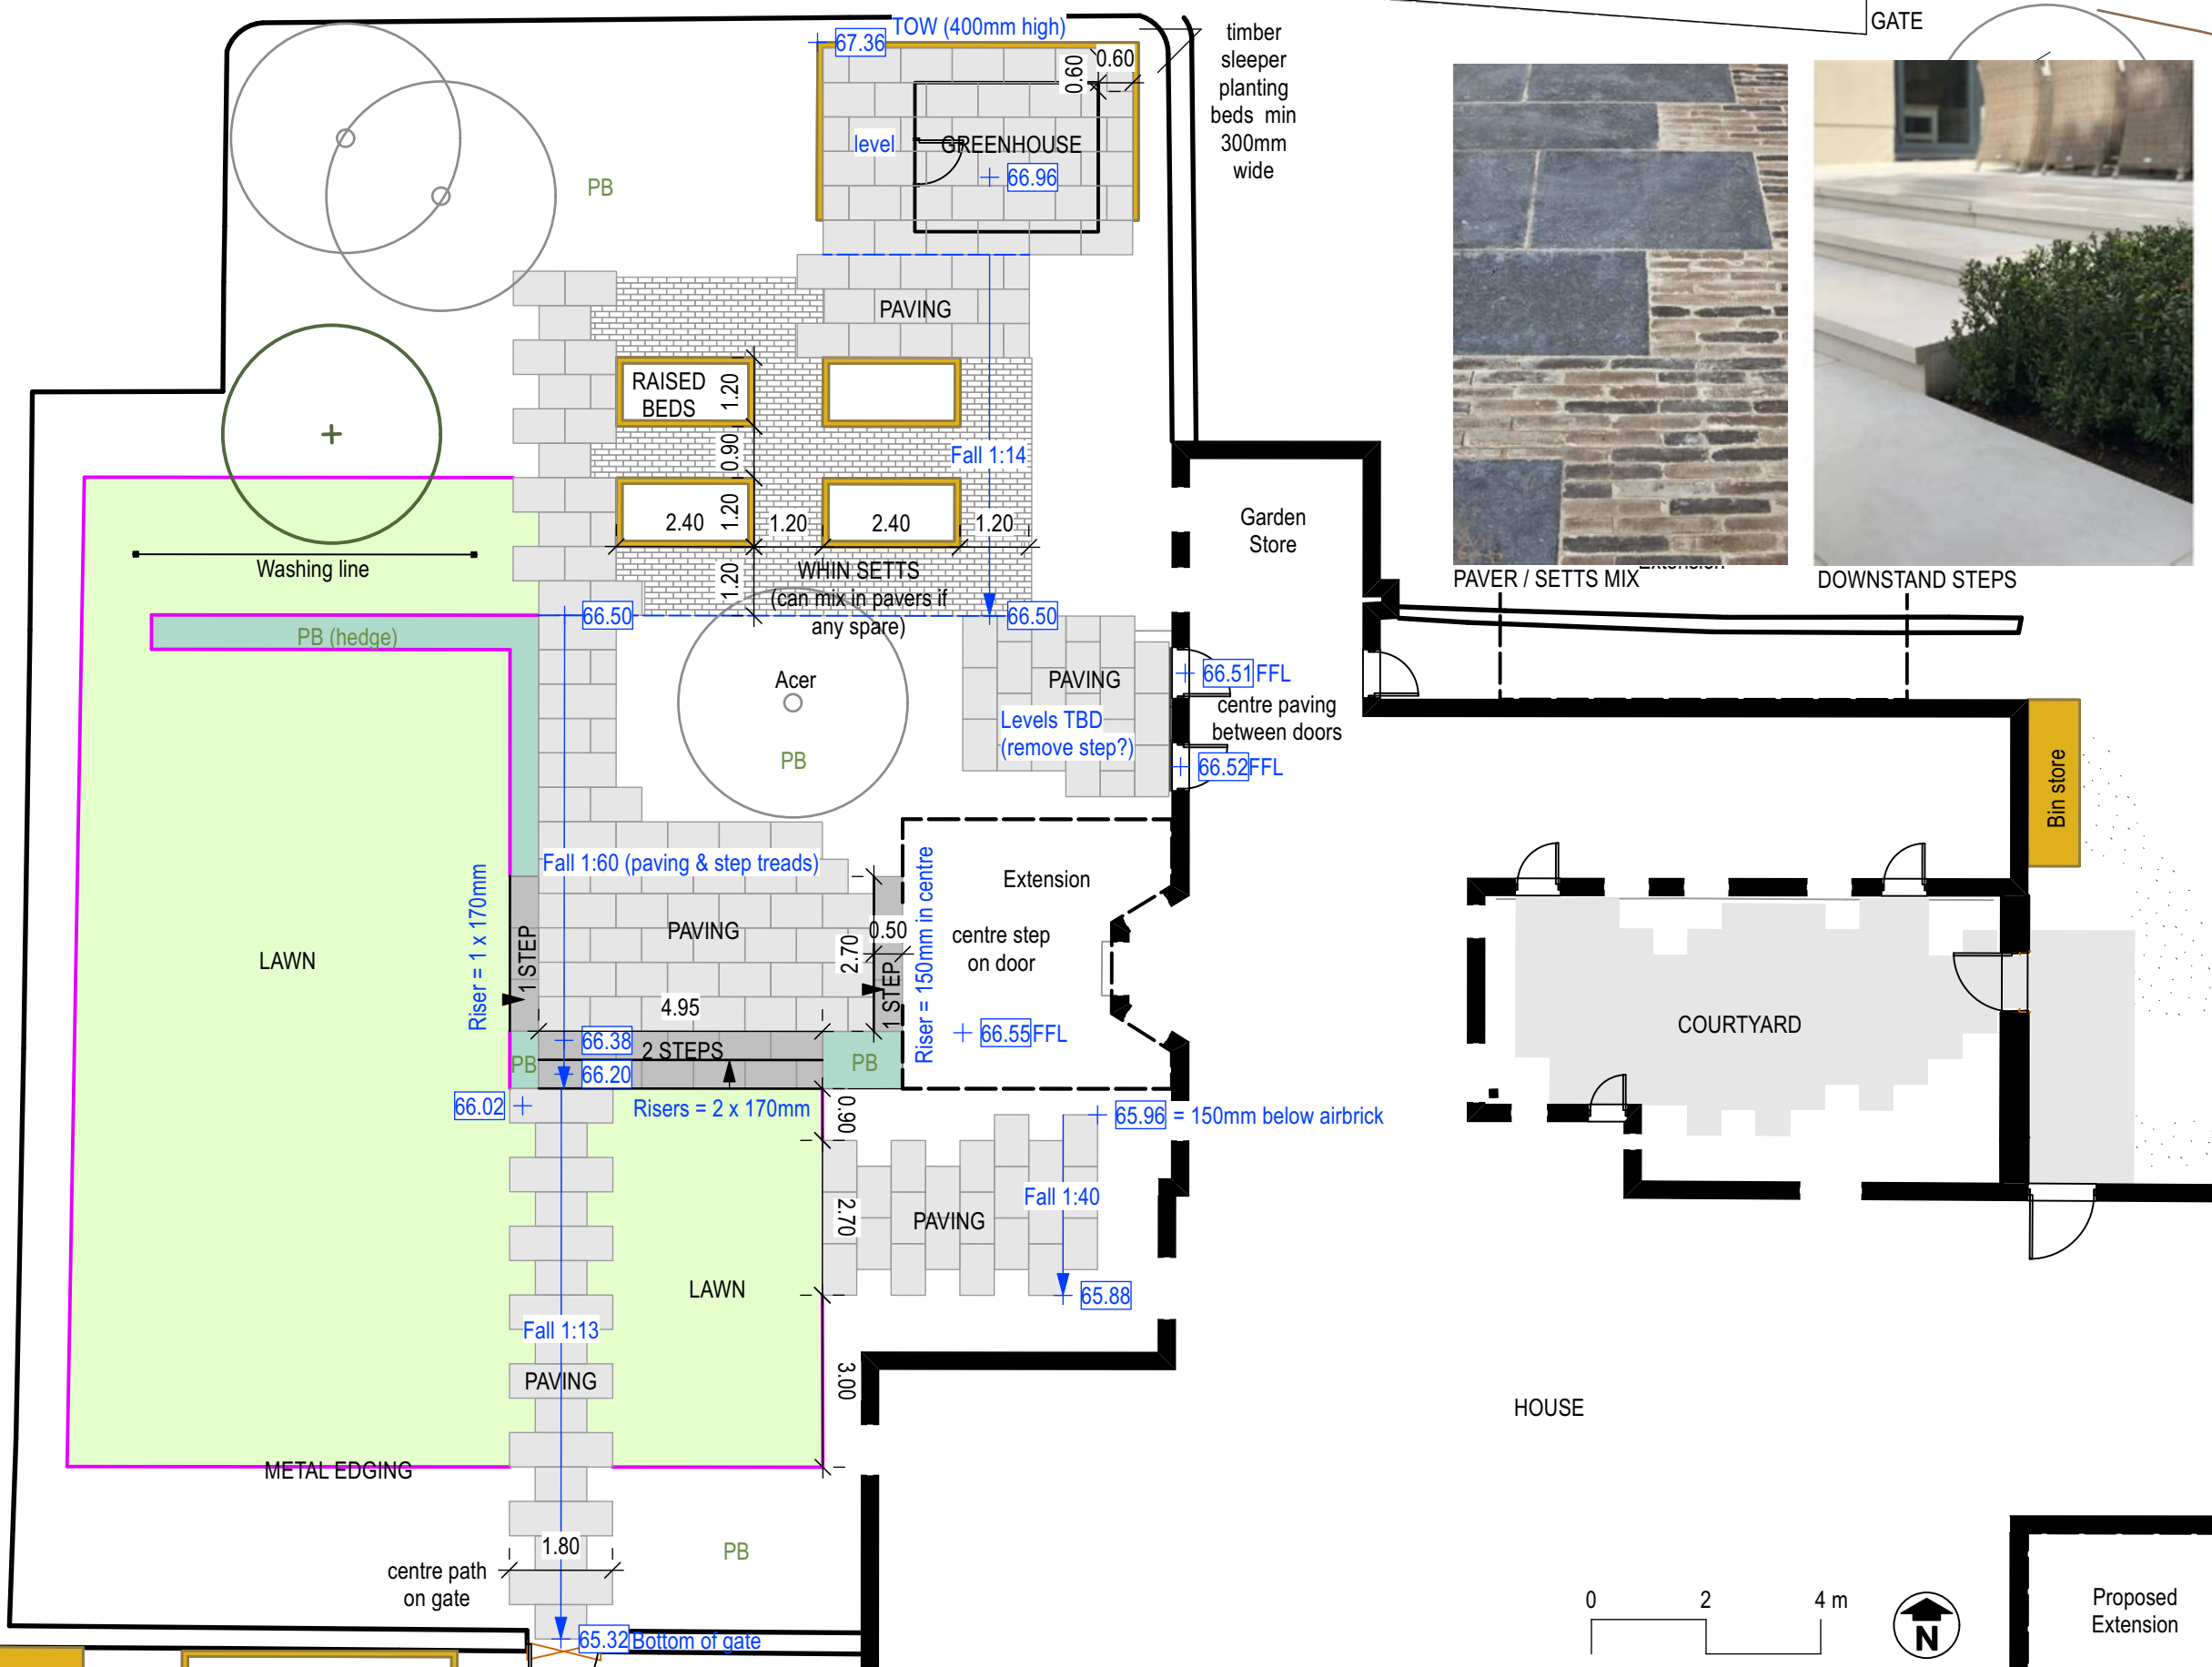 TOW (400mm high)
67.36
0.60
0.60
timber
sleeper
planting
beds min
300mm
wide
GATE
level
GREENHOUSE
66.96
PB
PAVING
RAISED
BEDS
1.20
0.90
Fall 1:14
2.40
1.20
1.20
2.40
1.20
Garden
Store
Washing line
WHIN SETTS
(can mix in pavers if
any spare)
1.20
PAVER / SETTS MIX
Extension
DOWNSTAND STEPS
66.50
66.50
PB (hedge)
Acer
PB
PAVING
Levels TBD
(remove step?)
66.51 FFL
centre paving
between doors
66.52 FFL
Bin store
Fall 1:60 (paving & step treads)
Riser = 1 x 170mm
1 STEP
PAVING
0.50
2.70
1 STEP
Riser = 150mm in centre
Extension
centre step
on door
66.55 FFL
LAWN
4.95
66.38
2 STEPS
PB
66.20
PB
COURTYARD
66.02
Risers = 2 x 170mm
0.90
65.96 = 150mm below airbrick
Fall 1:40
2.70
PAVING
LAWN
65.88
Fall 1:13
PAVING
3.00
HOUSE
METAL EDGING
1.80
PB
centre path
on gate
65.32 Bottom of gate
0 2 4 m
N
Proposed
Extension